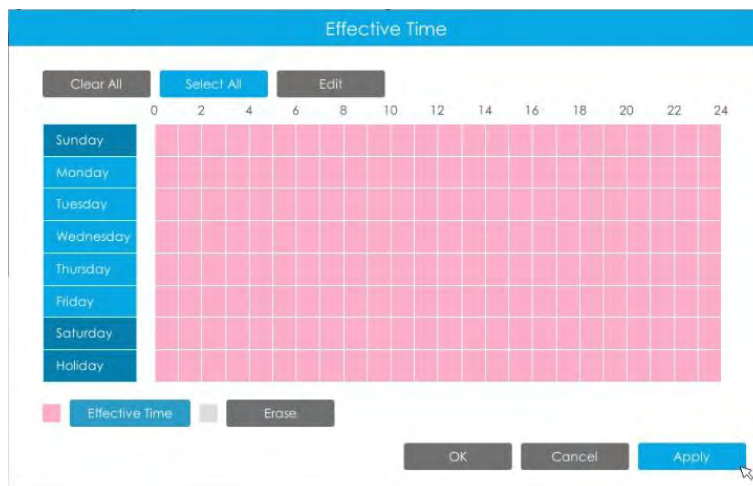 Effective Time
Clear All Select All Edit
0 2 4 6 8 10 12 14 16 18 20 22 24
Sunday
Monday
Tuesday
Wednesday
Thursday
Friday
Saturday
Holiday
Effective Time Erase
OK Cancel Apply